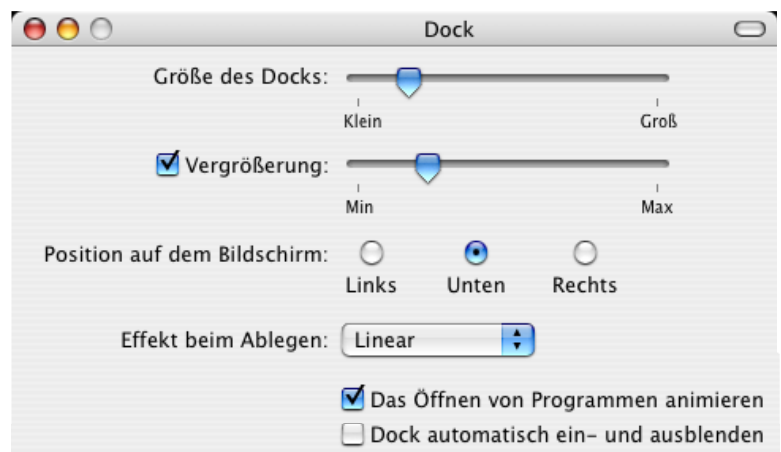 Dock
Größe des Docks:
Klein Groß
Vergrößerung:
Min Max
Position auf dem Bildschirm:
Links Unten Rechts
Effekt beim Ablegen: Linear
Das Öffnen von Programmen animieren
Dock automatisch ein- und ausblenden